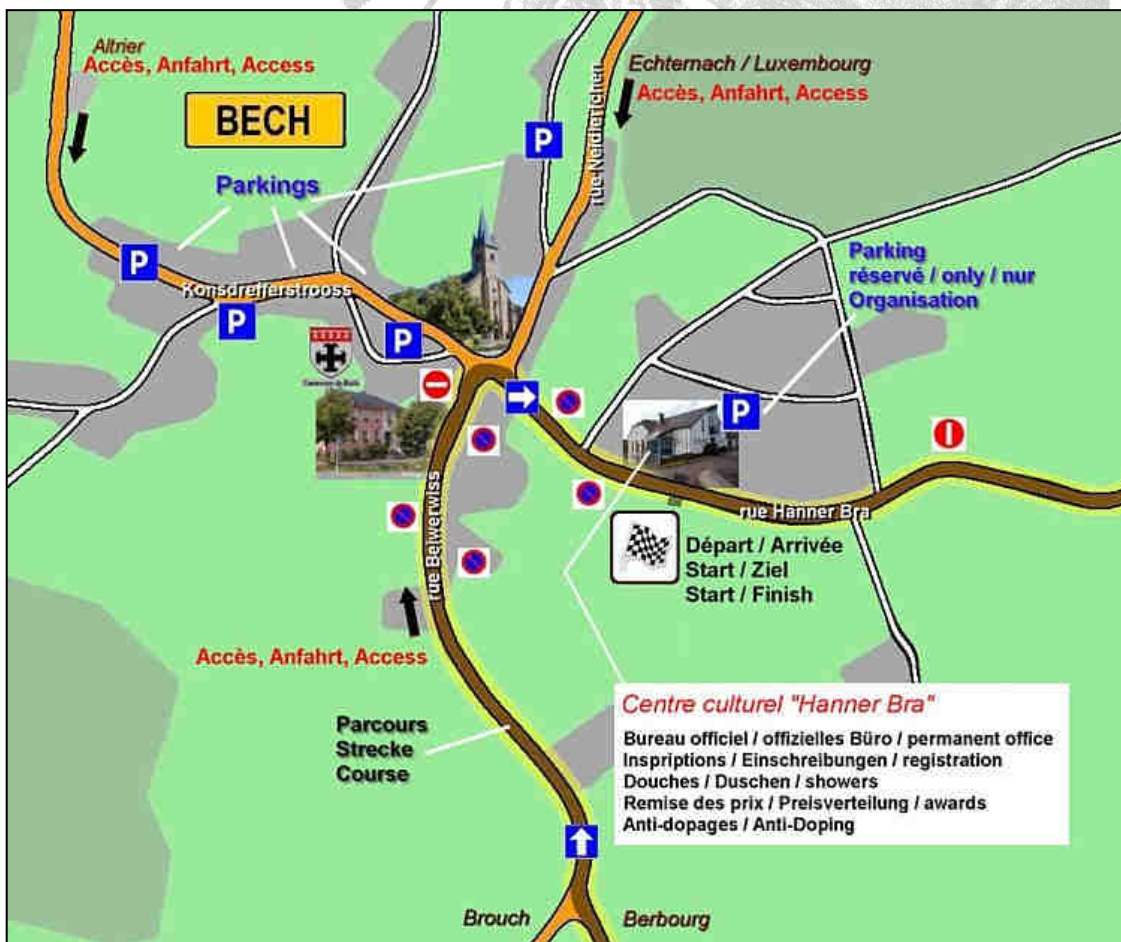 Altrier
Accès, Anfahrt, Access
BECH
Echternach / Luxembourg
Accès, Anfahrt, Access
P
rue Neidierichen
Parkings
P
Parking
réservé / only / nur
Organisation
Konsdrefferstrooss
P
P
P
rue Hanner Bra
rue Beiwerwiss
Départ / Arrivée
Start / Ziel
Start / Finish
Accès, Anfahrt, Access
Parcours
Strecke
Course
Centre culturel "Hanner Bra"
Bureau officiel / offizielles Büro / permanent office
Inspriptions / Einschreibungen / registration
Douches / Duschen / showers
Remise des prix / Preisverteilung / awards
Anti-dopages / Anti-Doping
Brouch
Berbourg